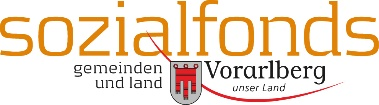 sozialfonds
gemeinden und land
Vorarlberg
unser Land